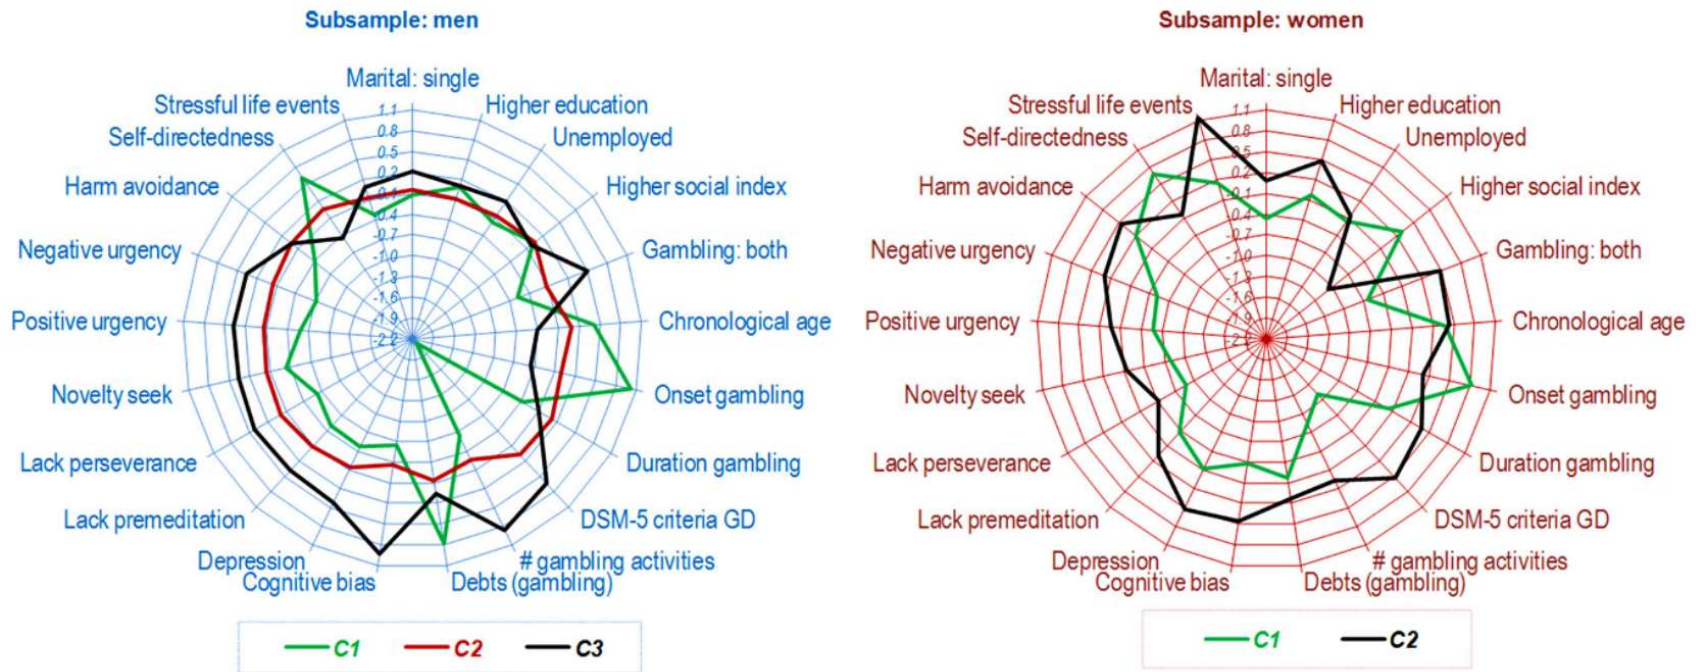 Subsample: men
Marital: single
Higher education
Unemployed
Higher social index
Gambling: both
Chronological age
Onset gambling
Duration gambling
DSM-5 criteria GD
# gambling activities
Debts (gambling)
Cognitive bias
Depression
Lack premeditation
Lack perseverance
Novelty seek
Positive urgency
Negative urgency
Harm avoidance
Self-directedness
Stressful life events
1.1
0.8
0.5
0.2
-0.4
-0.7
-1.0
-1.3
-1.6
-1.9
-2.2
C1 C2 C3
Subsample: women
Marital: single
Higher education
Unemployed
Higher social index
Gambling: both
Chronological age
Onset gambling
Duration gambling
DSM-5 criteria GD
# gambling activities
Debts (gambling)
Cognitive bias
Depression
Lack premeditation
Lack perseverance
Novelty seek
Positive urgency
Negative urgency
Harm avoidance
Self-directedness
Stressful life events
1.1
0.8
0.5
0.2
-0.1
-0.4
-0.7
-1.0
-1.3
-1.6
-1.9
C1 C2